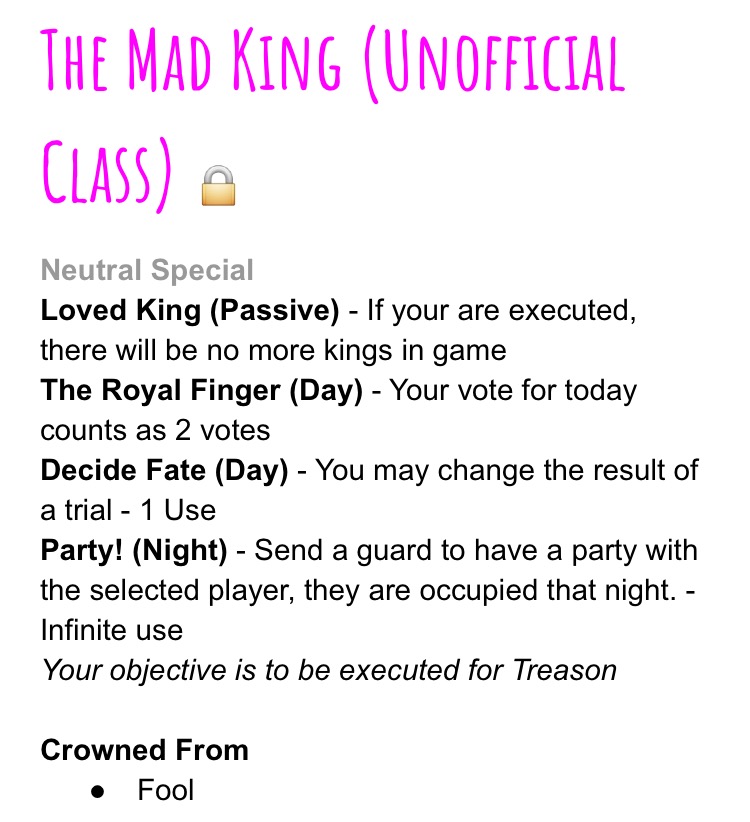 The Mad King (Unofficial
Class) 🔒
Neutral Special
Loved King (Passive) - If your are executed,
there will be no more kings in game
The Royal Finger (Day) - Your vote for today
counts as 2 votes
Decide Fate (Day) - You may change the result of
a trial - 1 Use
Party! (Night) - Send a guard to have a party with
the selected player, they are occupied that night. -
Infinite use
Your objective is to be executed for Treason
Crowned From
● Fool